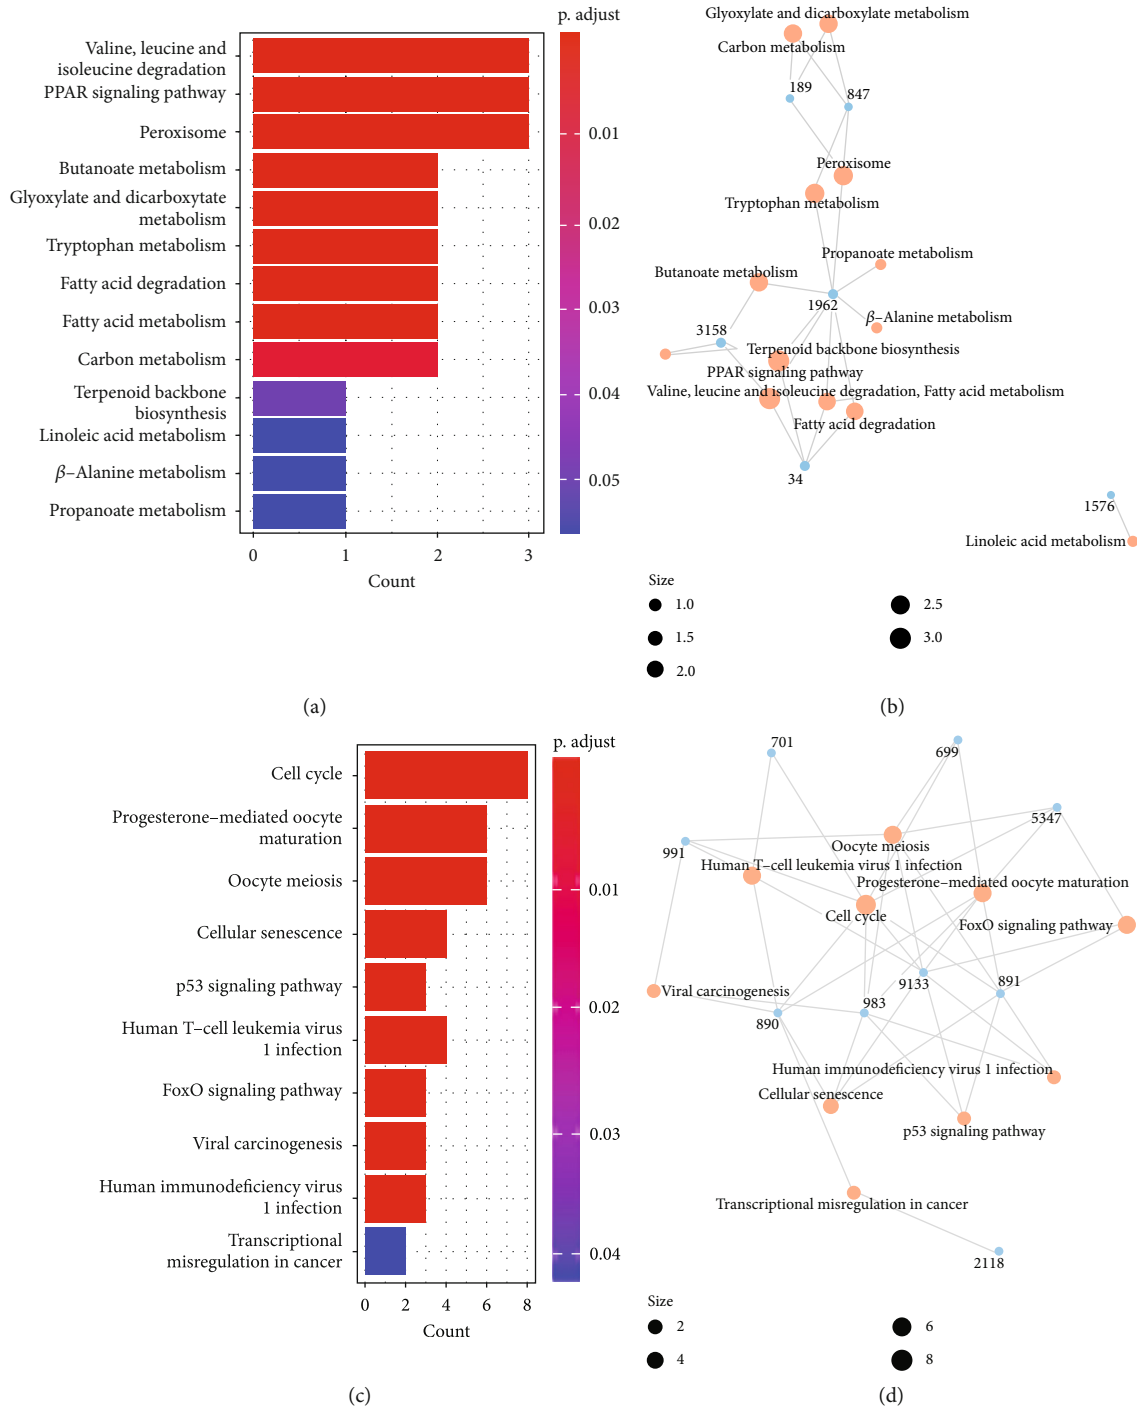 p. adjust
Valine, leucine and
isoleucine degradation
PPAR signaling pathway
Peroxisome
Butanoate metabolism
Glyoxylate and dicarboxytate
metabolism
Tryptophan metabolism
Fatty acid degradation
Fatty acid metabolism
Carbon metabolism
Terpenoid backbone
biosynthesis
Linoleic acid metabolism
β–Alanine metabolism
Propanoate metabolism
0 1 2 3
Count
0.01
0.02
0.03
0.04
0.05
(a)
Glyoxylate and dicarboxylate metabolism
Carbon metabolism
189
847
Peroxisome
Tryptophan metabolism
Propanoate metabolism
Butanoate metabolism
1962
β–Alanine metabolism
3158
Terpenoid backbone biosynthesis
PPAR signaling pathway
Valine, leucine and isoleucine degradation, Fatty acid metabolism
Fatty acid degradation
34
1576
Linoleic acid metabolism
Size
1.0
1.5
2.0
2.5
3.0
(b)
p. adjust
Cell cycle
Progesterone–mediated oocyte
maturation
Oocyte meiosis
Cellular senescence
p53 signaling pathway
Human T–cell leukemia virus
1 infection
FoxO signaling pathway
Viral carcinogenesis
Human immunodeficiency virus
1 infection
Transcriptional
misregulation in cancer
0 2 4 6 8
Count
0.01
0.02
0.03
0.04
(c)
701
699
5347
991
Oocyte meiosis
Human T–cell leukemia virus 1 infection
Progesterone–mediated oocyte maturation
Cell cycle
FoxO signaling pathway
9133
891
Viral carcinogenesis
983
890
Human immunodeficiency virus 1 infection
Cellular senescence
p53 signaling pathway
Transcriptional misregulation in cancer
2118
Size
2
4
6
8
(d)